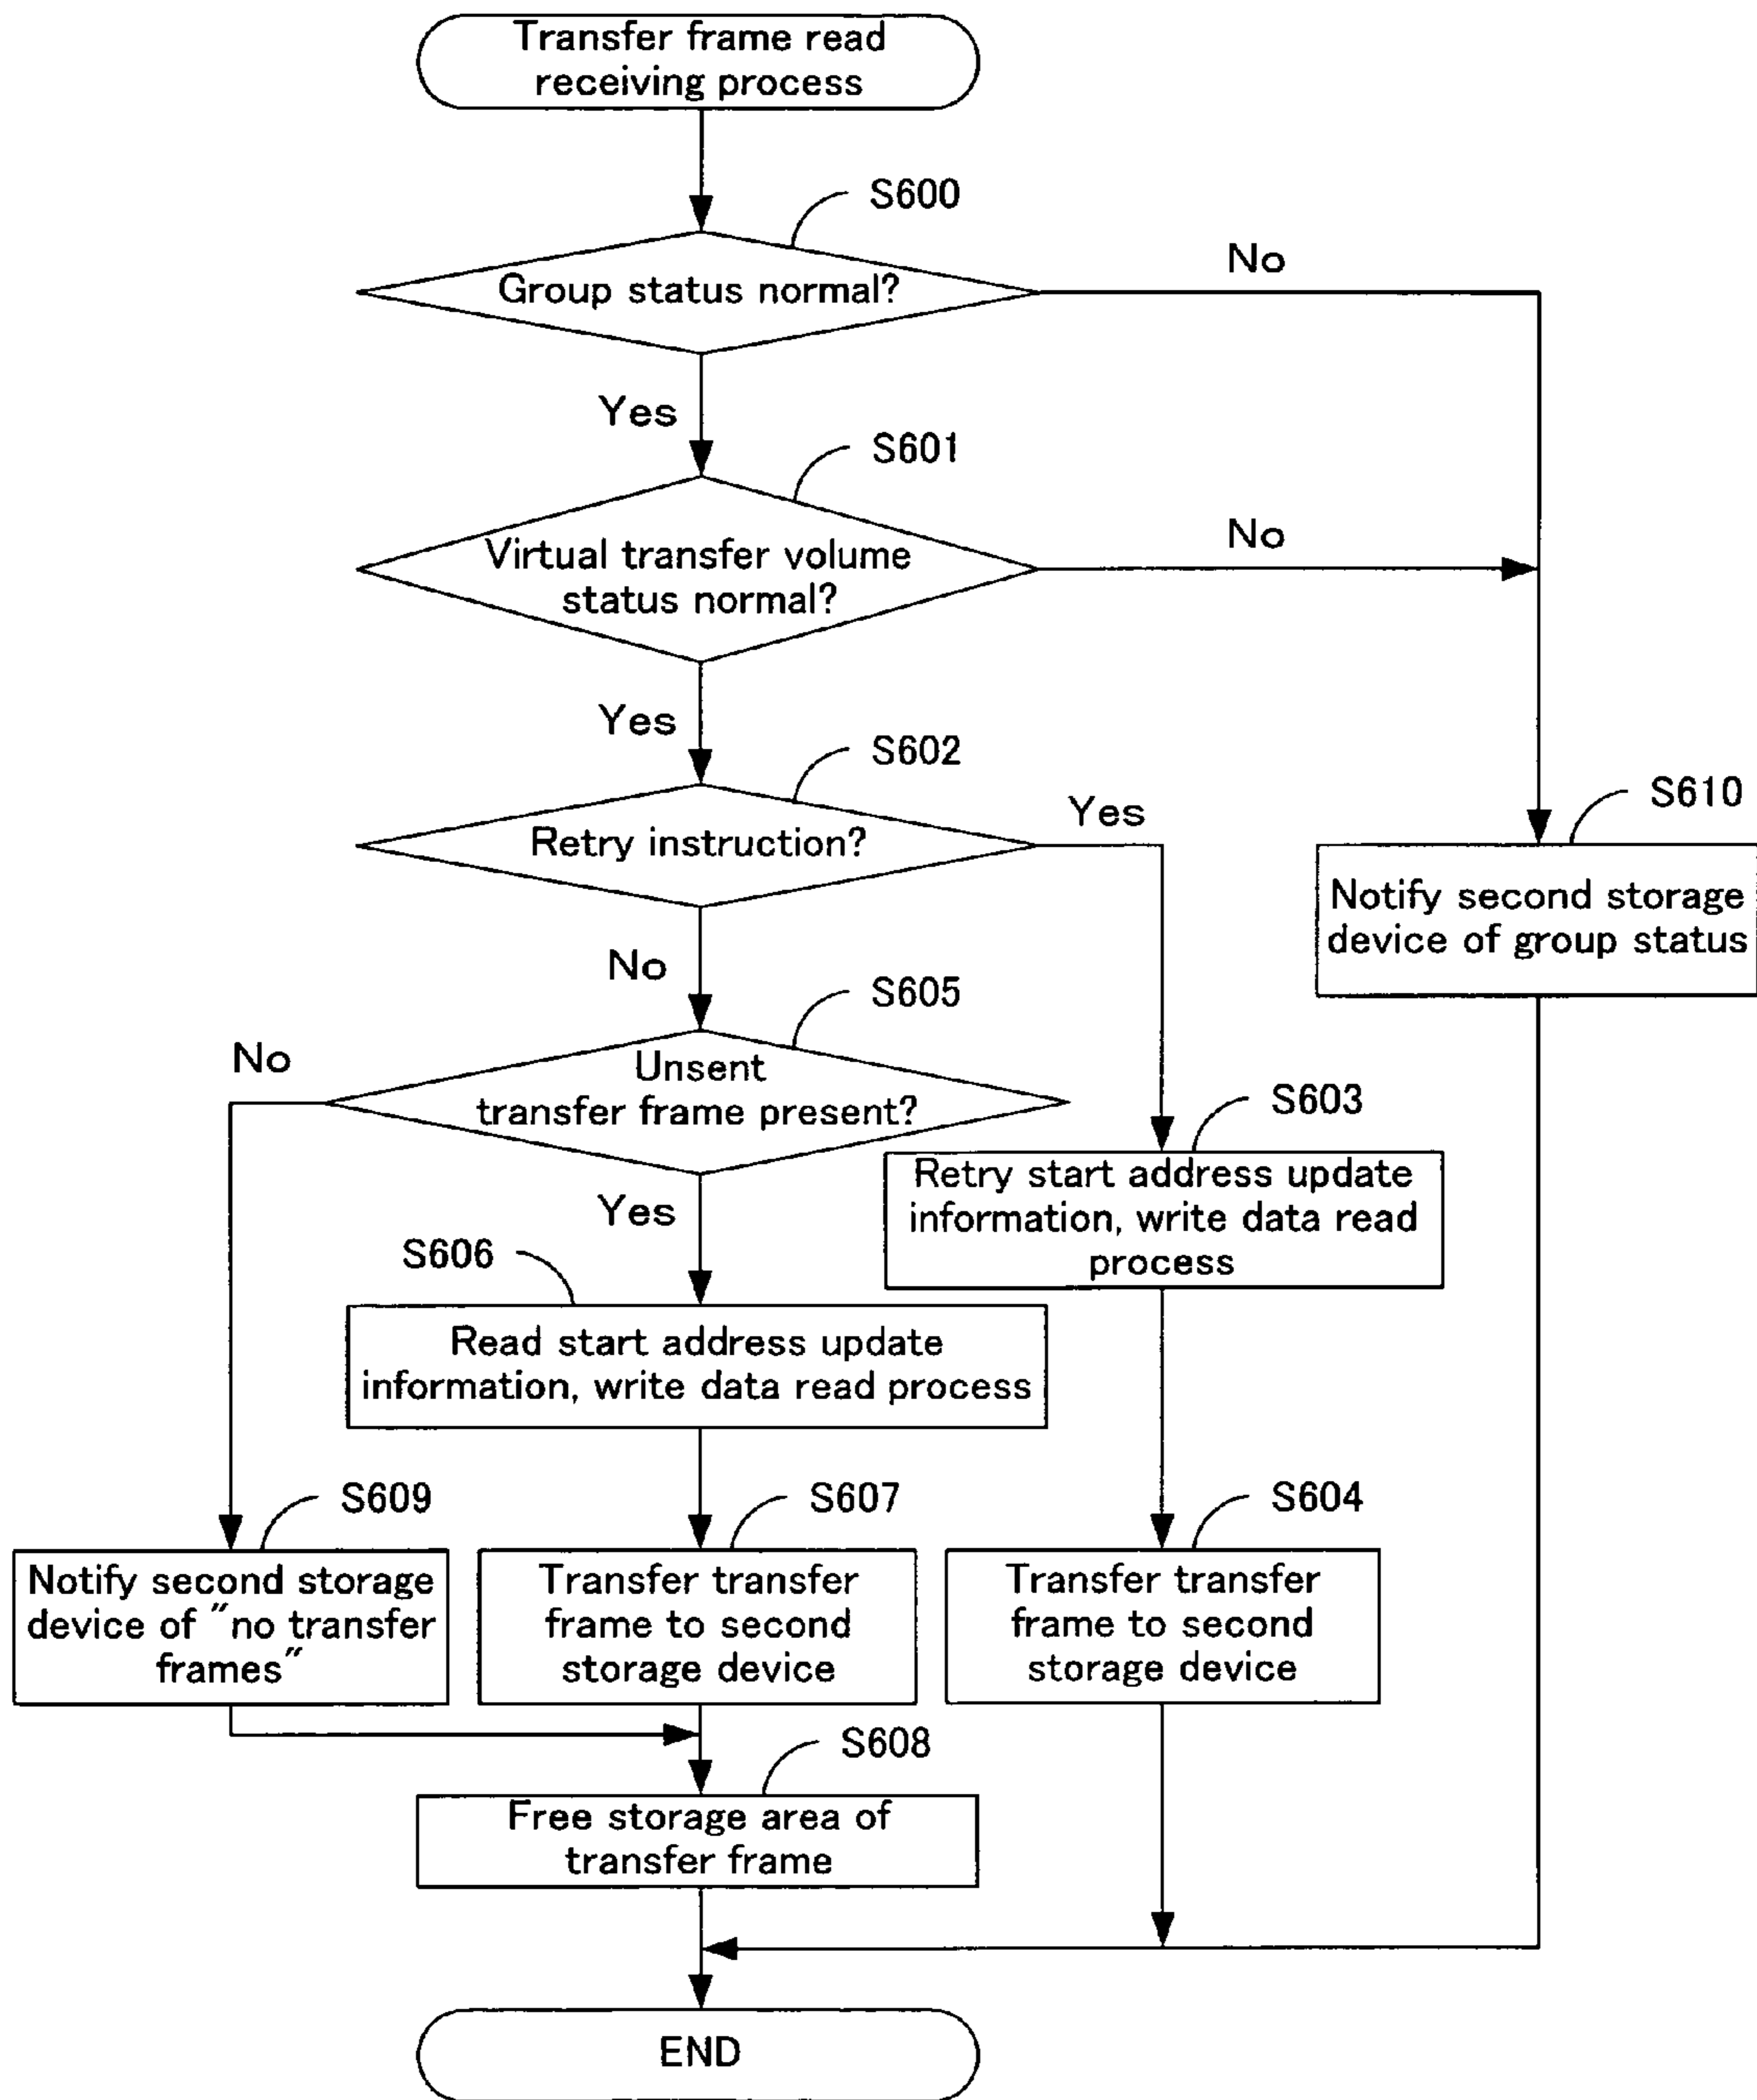 Transfer frame read
receiving process
S600
Group status normal?
No
Yes
S601
Virtual transfer volume
status normal?
No
Yes
S602
Retry instruction?
Yes
S610
Notify second storage
device of group status
No
S605
Unsent
transfer frame present?
No
Yes
S603
Retry start address update
information, write data read
process
S606
Read start address update
information, write data read process
S609
Notify second storage
device of "no transfer
frames"
S607
Transfer transfer
frame to second
storage device
S604
Transfer transfer
frame to second
storage device
S608
Free storage area of
transfer frame
END